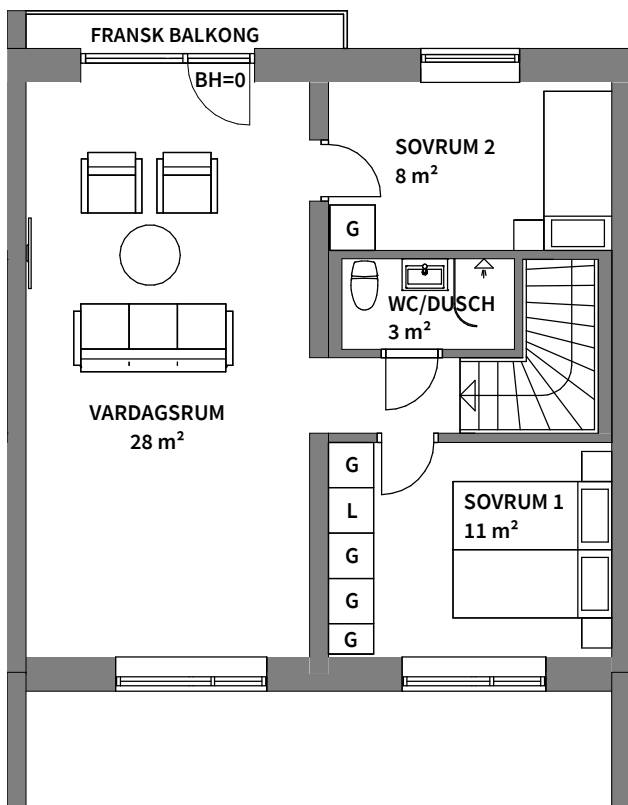 FRANSK BALKONG
BH=0
SOVRUM 2
8 m²
G
WC/DUSCH
3 m²
VARDAGSRUM
28 m²
G
L
G
G
G
SOVRUM 1
11 m²